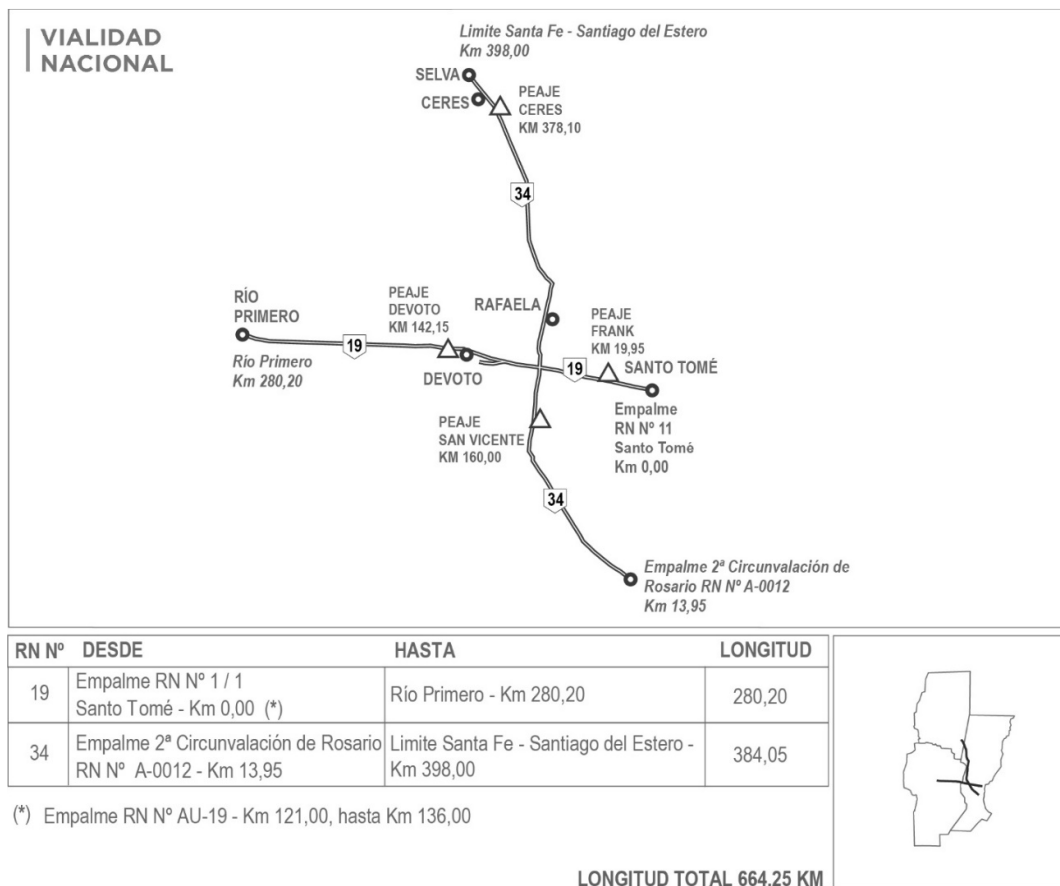 VIALIDAD
NACIONAL
Limite Santa Fe - Santiago del Estero
Km 398,00
SELVA
CERES
PEAJE
CERES
KM 378,10
34
RÍO
PRIMERO
PEAJE
DEVOTO
KM 142,15
RAFAELA
PEAJE
FRANK
KM 19,95
19
Río Primero
Km 280,20
DEVOTO
19
SANTO TOMÉ
Empalme
RN Nº 11
Santo Tomé
Km 0,00
PEAJE
SAN VICENTE
KM 160,00
34
Empalme 2ª Circunvalación de
Rosario RN Nº A-0012
Km 13,95
RN Nº DESDE HASTA LONGITUD
19
Empalme RN Nº 1 / 1
Santo Tomé - Km 0,00 (*)
Río Primero - Km 280,20
280,20
34
Empalme 2ª Circunvalación de Rosario
RN Nº A-0012 - Km 13,95
Limite Santa Fe - Santiago del Estero -
Km 398,00
384,05
(*) Empalme RN Nº AU-19 - Km 121,00, hasta Km 136,00
LONGITUD TOTAL 664,25 KM